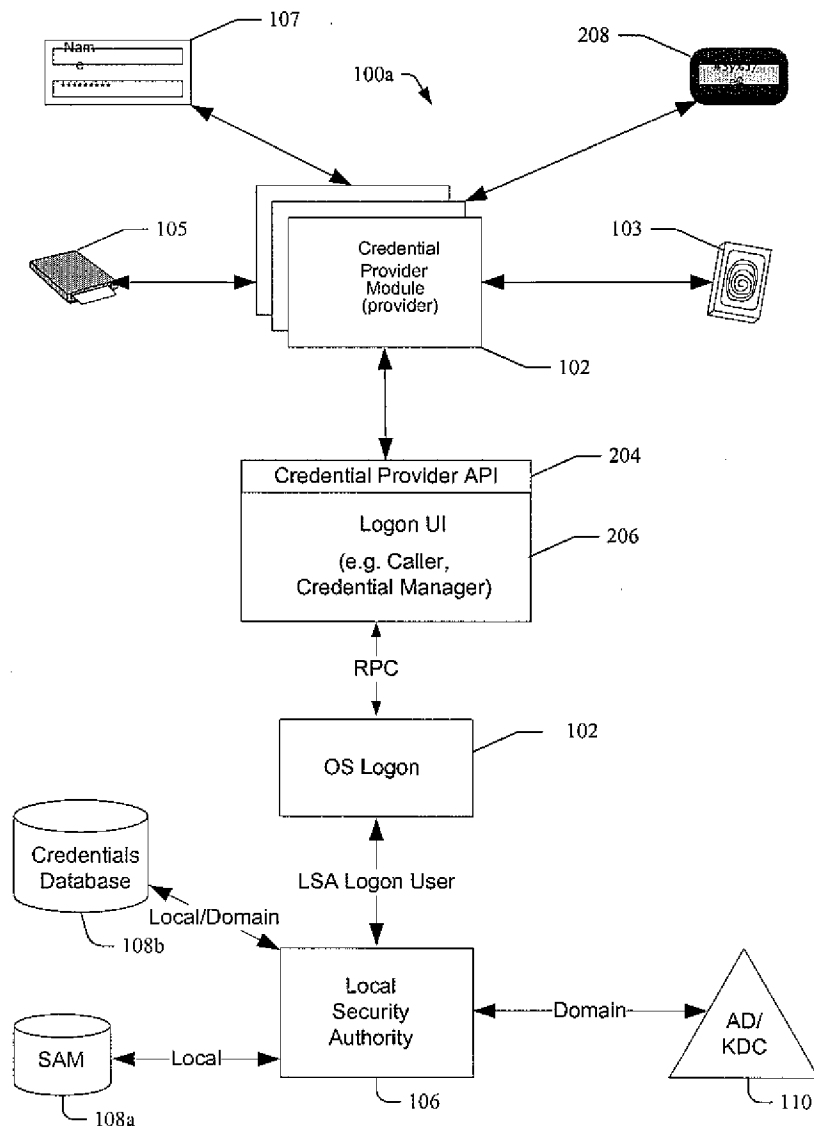 107
Nam
e
*********
208
100a
105
103
Credential
Provider
Module
(provider)
102
Credential Provider API
204
Logon UI
(e.g. Caller,
Credential Manager)
206
RPC
OS Logon
102
Credentials
Database
LSA Logon User
Local/Domain
108b
Local
Security
Authority
Domain
AD/
KDC
SAM
Local
108a
106
110